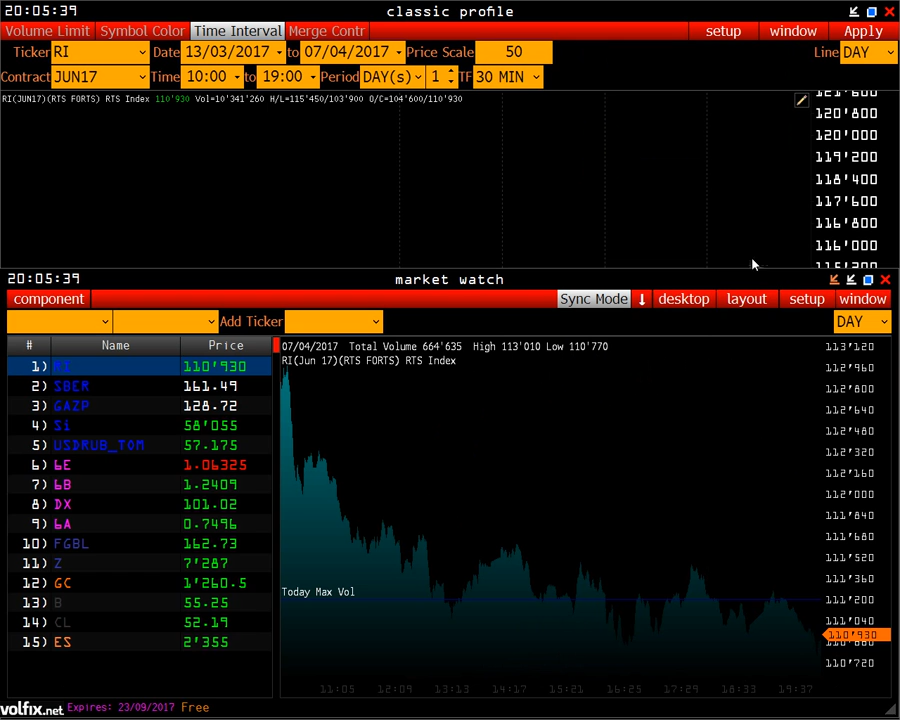 20:05:39 classic profile
Volume Limit Symbol Color Time Interval Merge Contr setup window Apply
Ticker RI Date 13/03/2017 to 07/04/2017 Price Scale 50 Line DAY
Contract JUN17 Time 10:00 to 19:00 Period DAY(s) 1 TF 30 MIN
RI(JUN17)(RTS FORTS) RTS Index 110'930 Vol=10'341'260 H/L=115'450/103'900 O/C=104'600/110'930
121'600
120'800
120'000
119'200
118'400
117'600
116'800
116'000
115'200
20:05:39 market watch
component Sync Mode ↓ desktop layout setup window
Add Ticker DAY
# Name Price
1) RI 110'930
2) SBER 161.49
3) GAZP 128.72
4) Si 58'055
5) USDRUB_TOM 57.175
6) 6E 1.06325
7) 6B 1.2409
8) DX 101.02
9) 6A 0.7496
10) FGBL 162.73
11) Z 7'287
12) GC 1'260.5
13) B 55.25
14) CL 52.19
15) ES 2'355
07/04/2017 Total Volume 664'635 High 113'010 Low 110'770
RI(Jun 17)(RTS FORTS) RTS Index
Today Max Vol
113'120
112'960
112'800
112'640
112'480
112'320
112'160
112'000
111'840
111'680
111'520
111'360
111'200
111'040
110'930
110'880
110'720
11:05 12:09 13:13 14:17 15:21 16:25 17:29 18:33 19:37
volfix.net Expires: 23/09/2017 Free